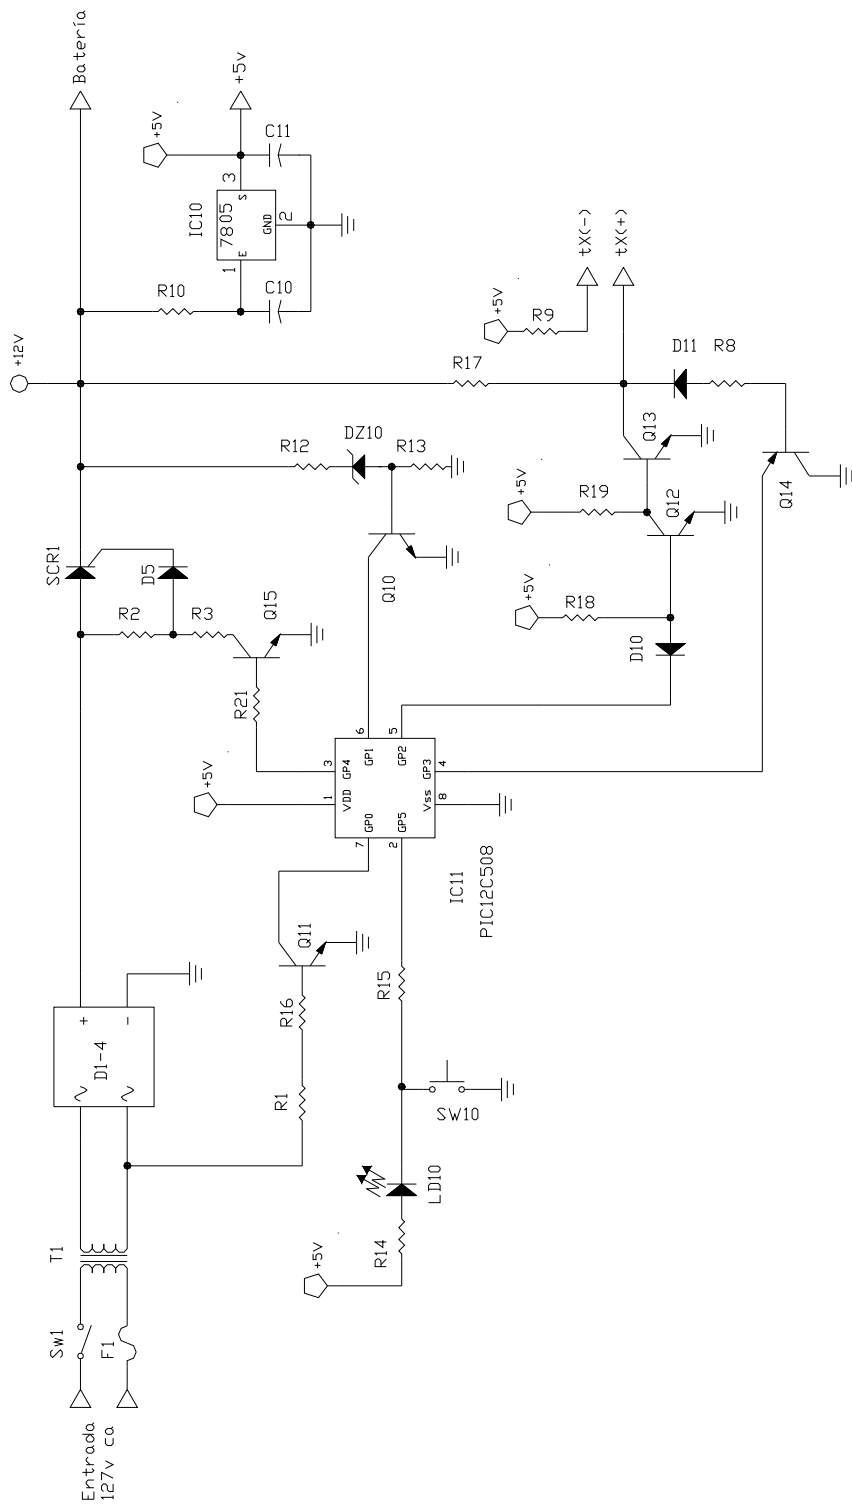 Entrada
127v ca
Sw1
F1
T1
D1-4
+
-
R1
R16
Q11
+5V
R14
LD10
SW10
R15
IC11
PIC12C508
7
GP0
2
GP5
1
VDD
8
Vss
3
GP4
4
GP3
6
GP1
5
GP2
+5V
R21
Q15
R2
R3
D5
SCR1
Q10
R12
DZ10
R13
D10
R18
+5V
Q12
R19
+5V
Q13
Q14
R17
D11
R8
+12V
R9
+5V
tX(-)
tX(+)
R10
C10
IC10
7805
1
E
GND
2
3
S
C11
+5V
+5v
Batería